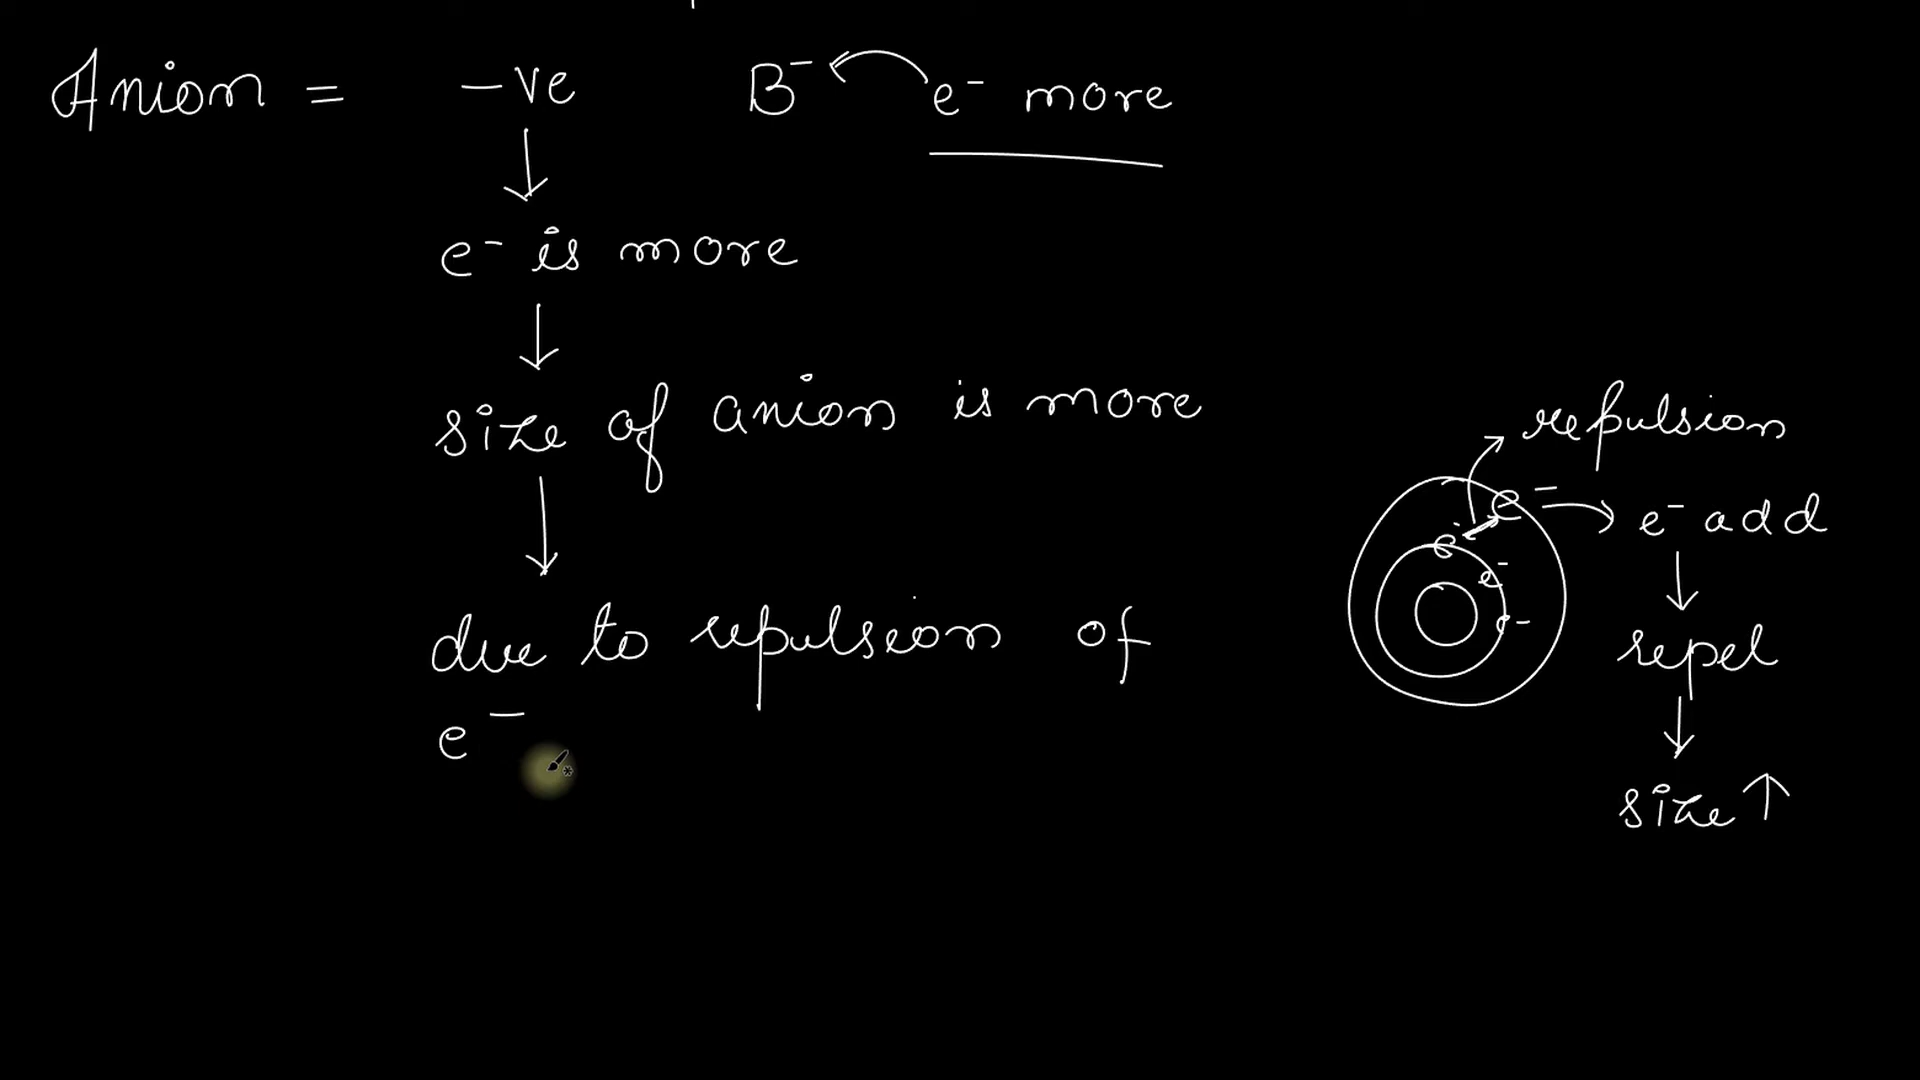 Anion = -ve B⁻ e⁻ more
e⁻ is more
size of anion is more
due to repulsion of
e⁻
repulsion
e⁻ e⁻ add
e⁻
e⁻
e⁻
repel
size ↑